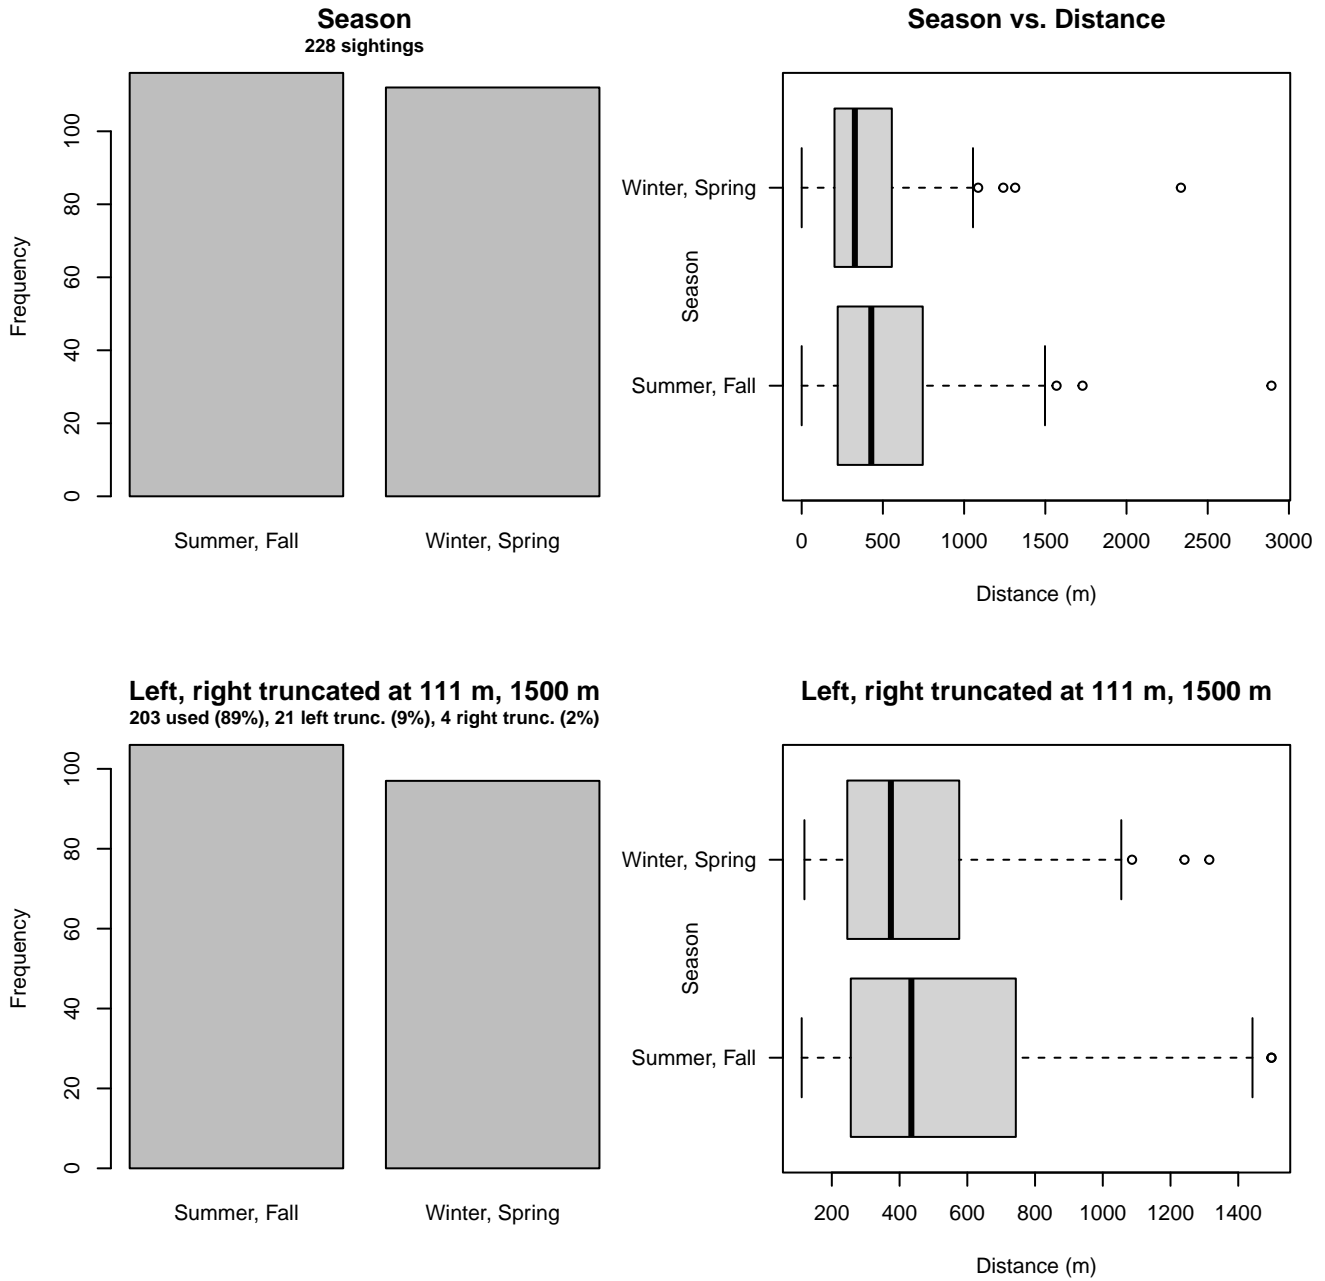 Season
228 sightings
Frequency
0
20
40
60
80
100
Summer, Fall
Winter, Spring
Season vs. Distance
Season
Winter, Spring
Summer, Fall
0 500 1000 1500 2000 2500 3000
Distance (m)
Left, right truncated at 111 m, 1500 m
203 used (89%), 21 left trunc. (9%), 4 right trunc. (2%)
Frequency
0
20
40
60
80
100
Summer, Fall
Winter, Spring
Left, right truncated at 111 m, 1500 m
Season
Winter, Spring
Summer, Fall
200 400 600 800 1000 1200 1400
Distance (m)